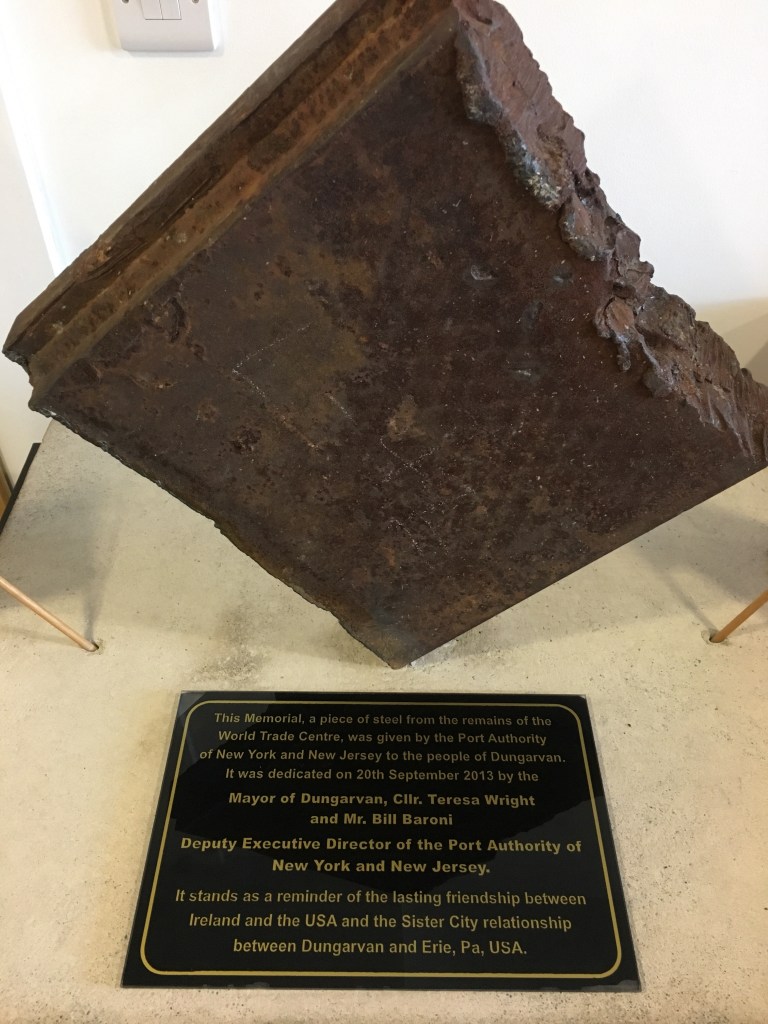 This Memorial, a piece of steel from the remains of the
World Trade Centre, was given by the Port Authority
of New York and New Jersey to the people of Dungarvan.
It was dedicated on 20th September 2013 by the
Mayor of Dungarvan, Cllr. Teresa Wright
and Mr. Bill Baroni
Deputy Executive Director of the Port Authority of
New York and New Jersey.
It stands as a reminder of the lasting friendship between
Ireland and the USA and the Sister City relationship
between Dungarvan and Erie, Pa, USA.